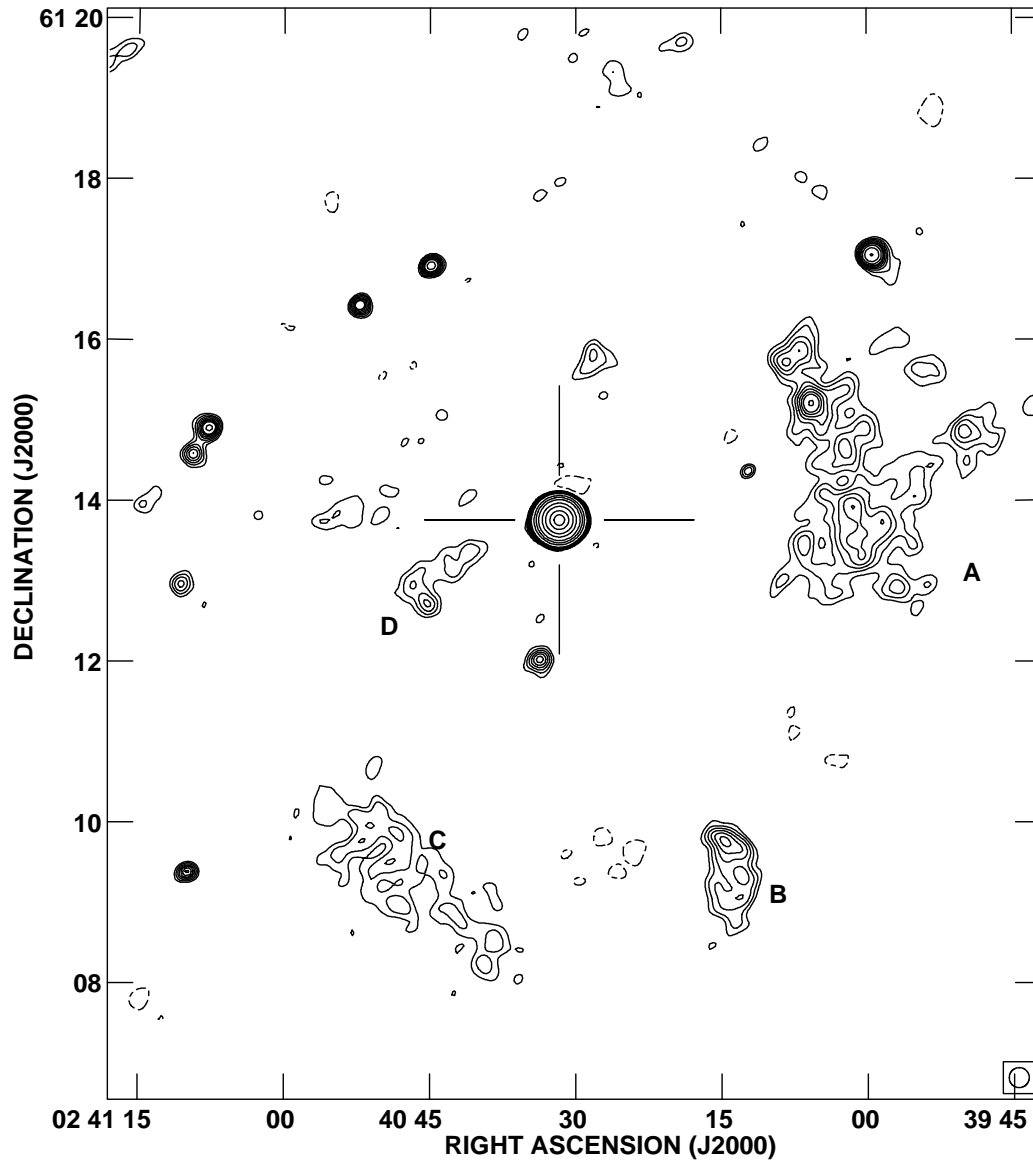 61 20
18
16
14
12
10
08
DECLINATION (J2000)
A
D
C
B
02 41 15 00 40 45 30 15 00 39 45
RIGHT ASCENSION (J2000)